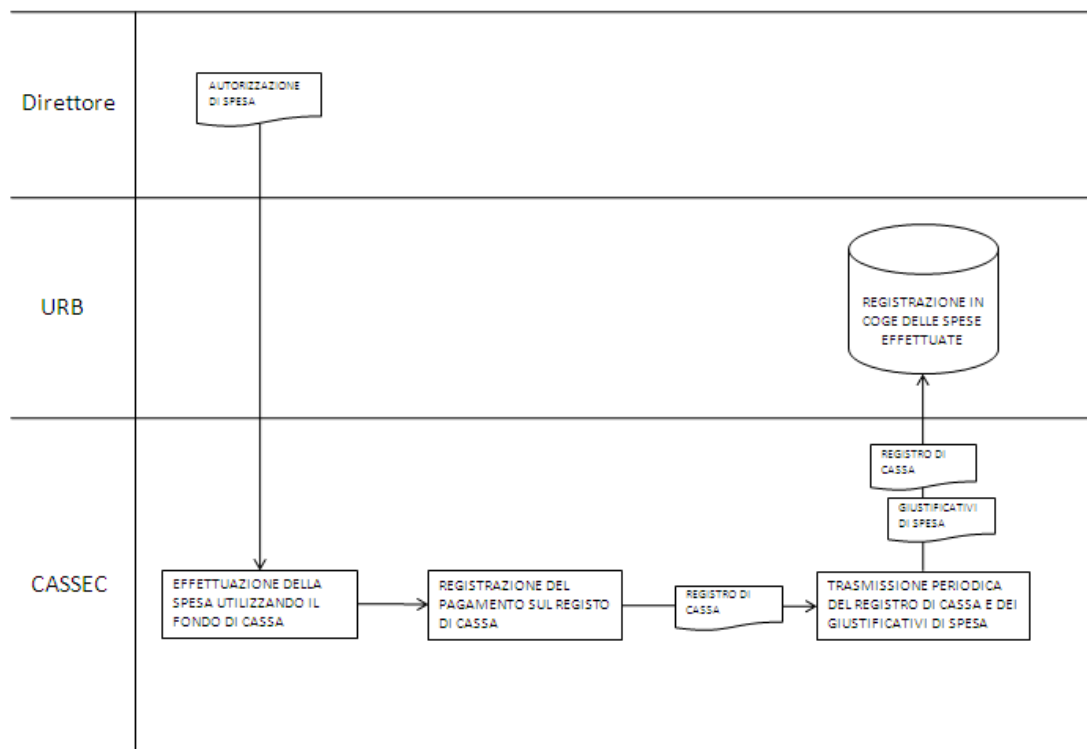 Direttore
AUTORIZZAZIONE
DI SPESA
URB
REGISTRAZIONE IN
COGE DELLE SPESE
EFFETTUATE
CASSEC
EFFETTUAZIONE DELLA
SPESA UTILIZZANDO IL
FONDO DI CASSA
REGISTRAZIONE DEL
PAGAMENTO SUL REGISTO
DI CASSA
REGISTRO DI
CASSA
TRASMISSIONE PERIODICA
DEL REGISTRO DI CASSA E DEI
GIUSTIFICATIVI DI SPESA
GIUSTIFICATIVI
DI SPESA
REGISTRO DI
CASSA